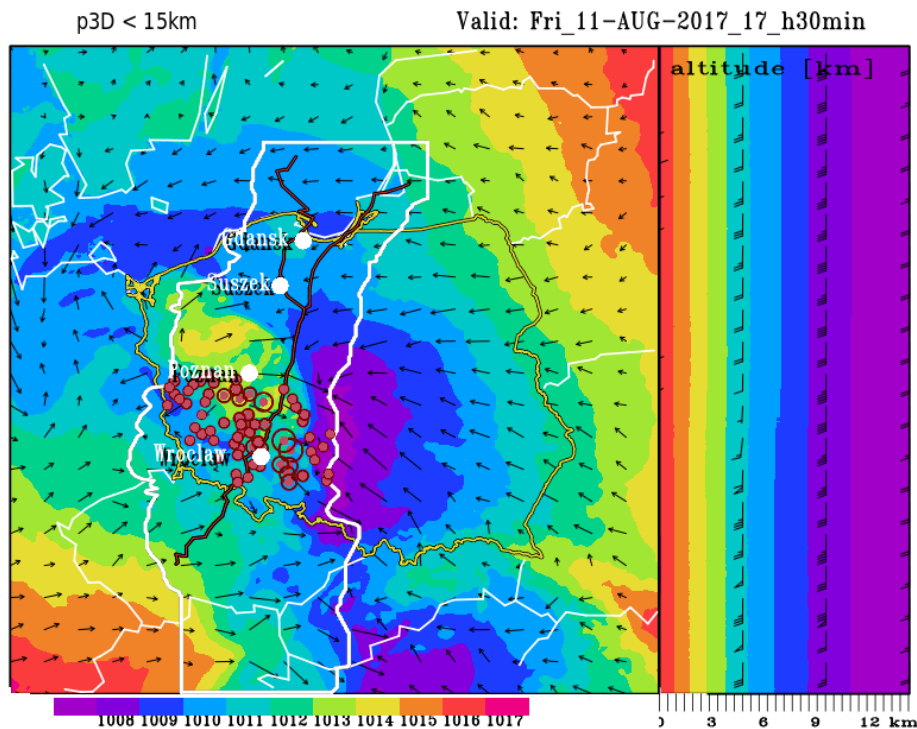 p3D < 15km
Valid: Fri_11-AUG-2017_17_h30min
altitude [km]
Gdansk
Suszek
Poznan
Wroclaw
1008 1009 1010 1011 1012 1013 1014 1015 1016 1017
0 3 6 9 12 km